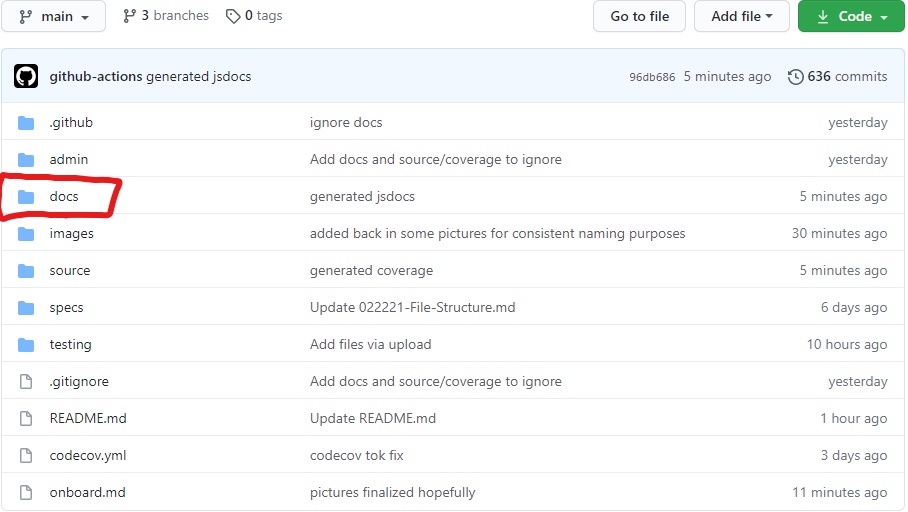 main 3 branches 0 tags Go to file Add file Code
github-actions generated jsdocs 96db686 5 minutes ago 636 commits
.github ignore docs yesterday
admin Add docs and source/coverage to ignore yesterday
docs generated jsdocs 5 minutes ago
images added back in some pictures for consistent naming purposes 30 minutes ago
source generated coverage 5 minutes ago
specs Update 022221-File-Structure.md 6 days ago
testing Add files via upload 10 hours ago
.gitignore Add docs and source/coverage to ignore yesterday
README.md Update README.md 1 hour ago
codecov.yml codecov tok fix 3 days ago
onboard.md pictures finalized hopefully 11 minutes ago